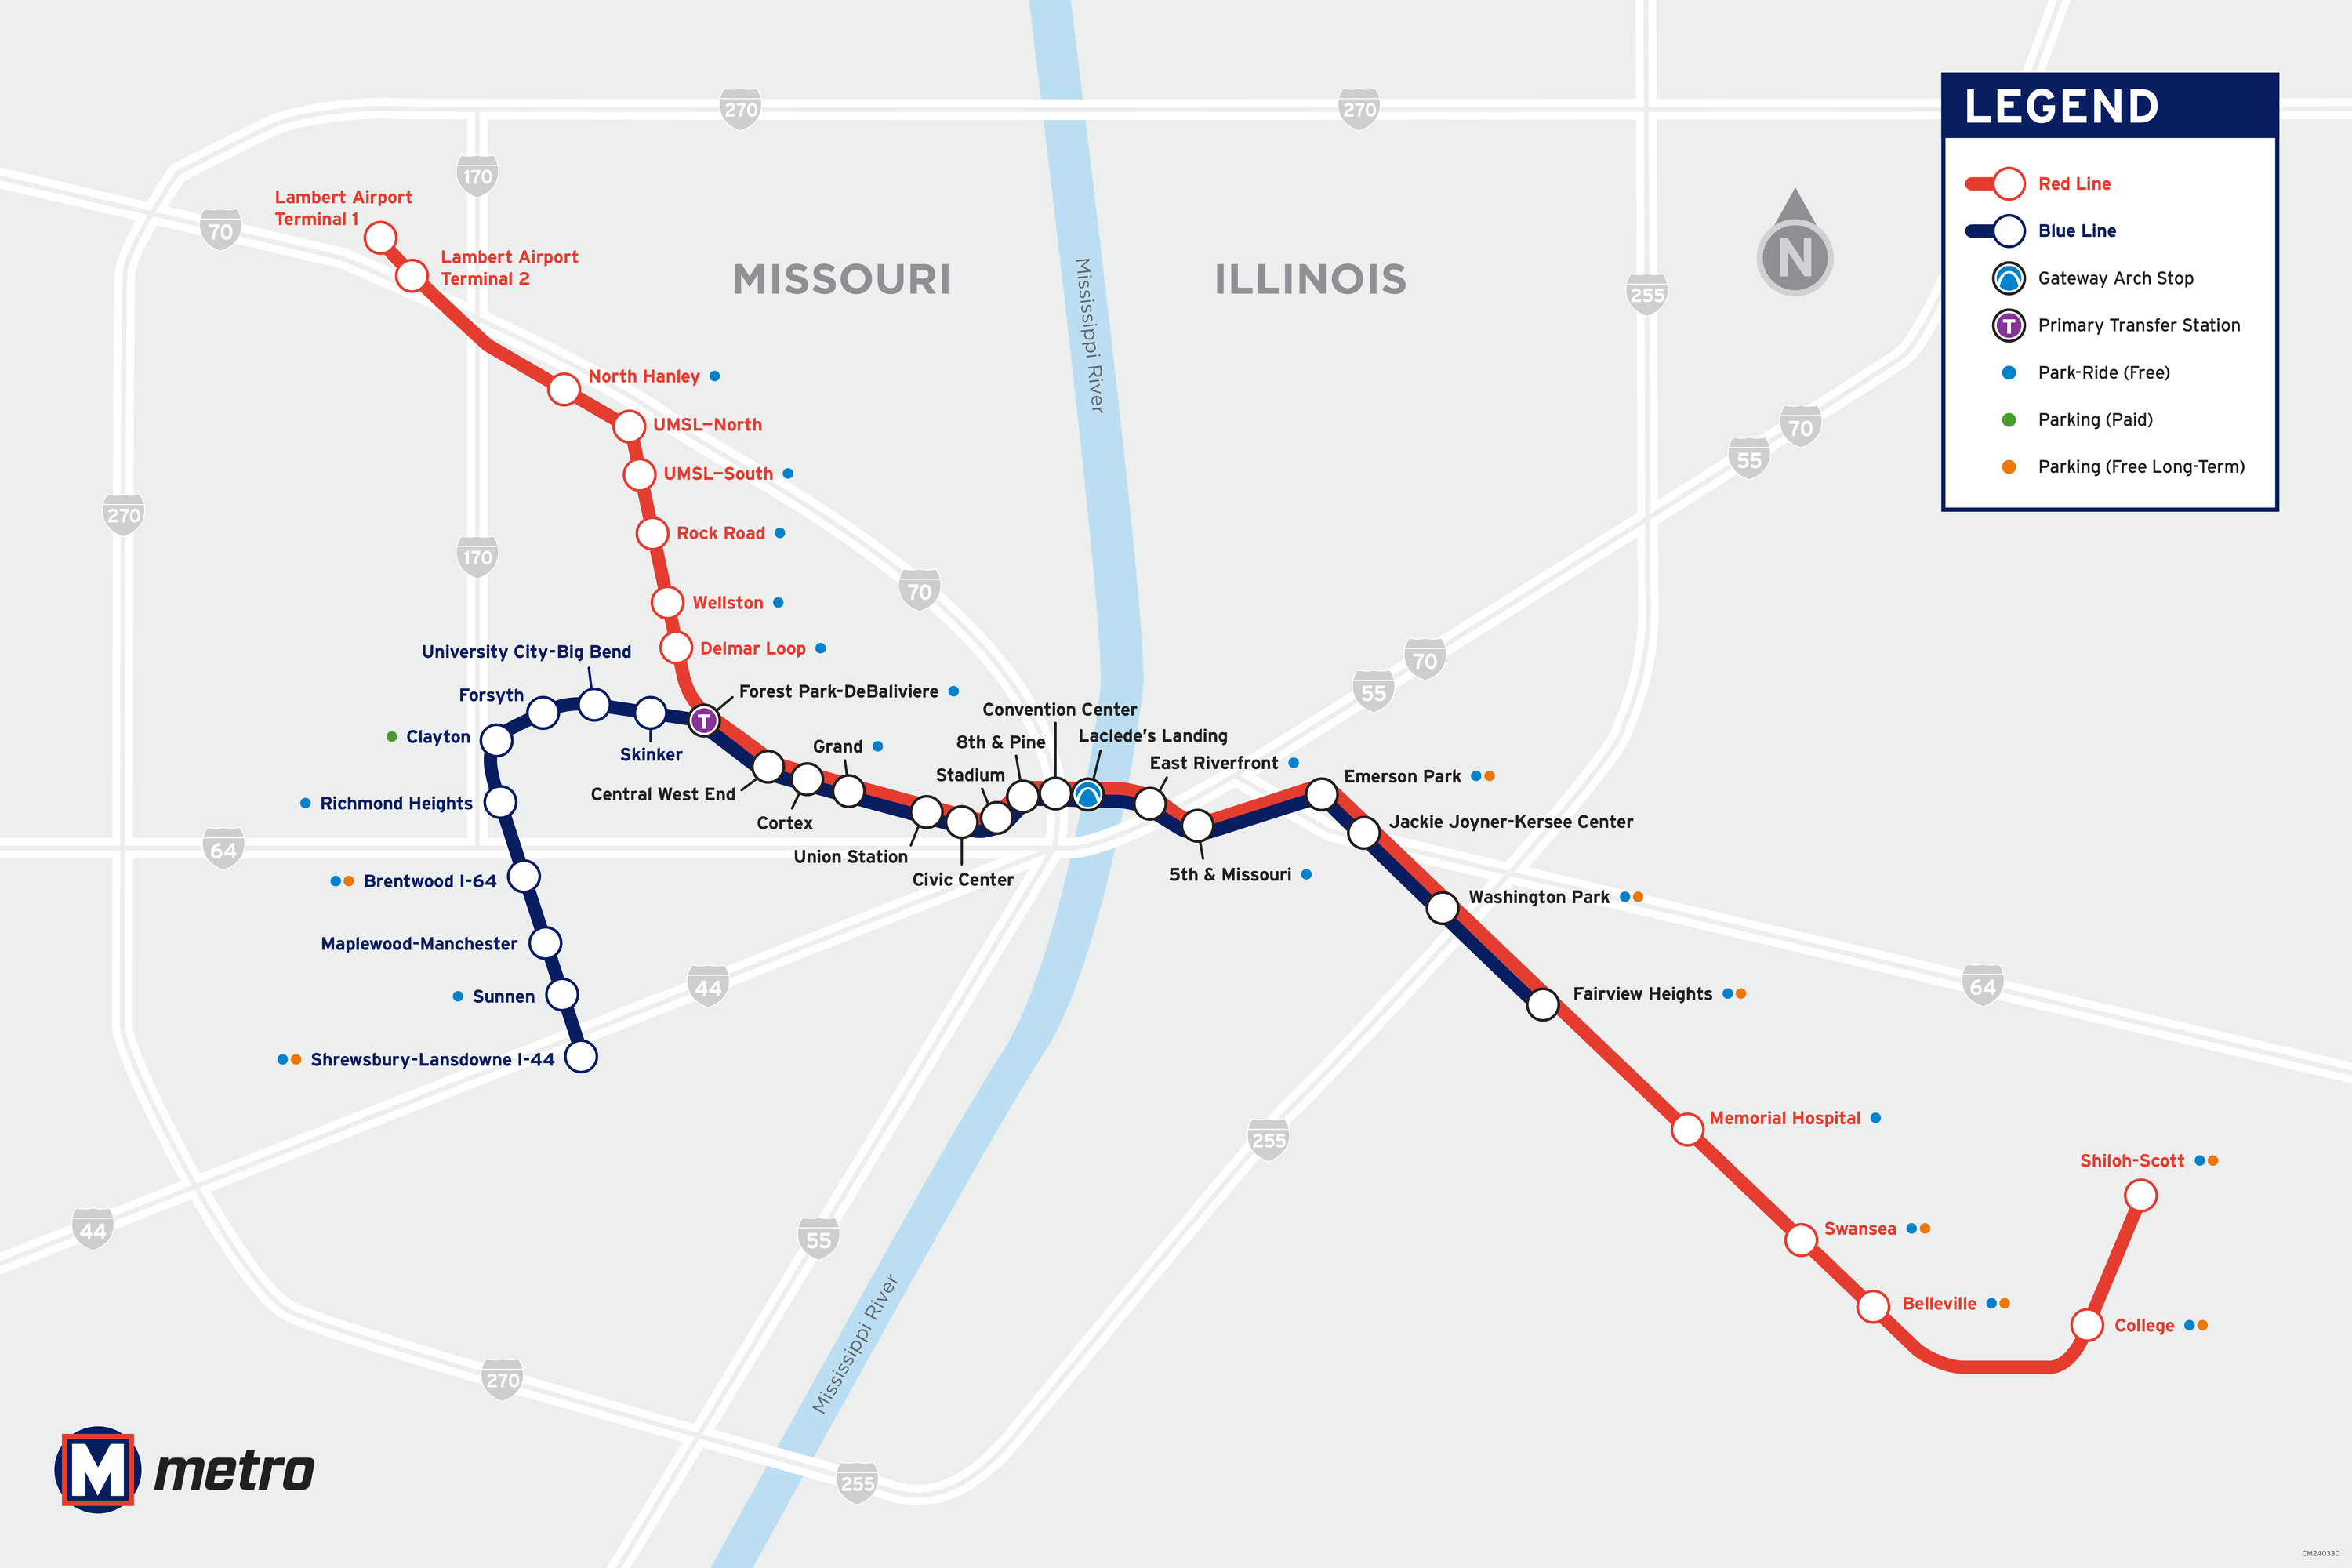 270
270
LEGEND
170
Red Line
Lambert Airport
Terminal 1
70
Blue Line
Lambert Airport
Terminal 2
MISSOURI
Mississippi River
ILLINOIS
N
Gateway Arch Stop
255
T
Primary Transfer Station
North Hanley
Park-Ride (Free)
UMSL–North
70
55
Parking (Paid)
UMSL–South
Parking (Free Long-Term)
270
Rock Road
170
70
Wellston
University City-Big Bend
Delmar Loop
70
55
Forsyth
Forest Park-DeBaliviere
T
Convention Center
Clayton
Skinker
Grand
8th & Pine
Laclede's Landing
East Riverfront
Stadium
Emerson Park
Richmond Heights
Central West End
Cortex
Jackie Joyner-Kersee Center
64
Union Station
Civic Center
5th & Missouri
Brentwood I-64
Washington Park
Maplewood-Manchester
44
Sunnen
Fairview Heights
64
Shrewsbury-Lansdowne I-44
Memorial Hospital
255
Shiloh-Scott
44
55
Swansea
Belleville
College
Mississippi River
270
M metro
255
CM240330